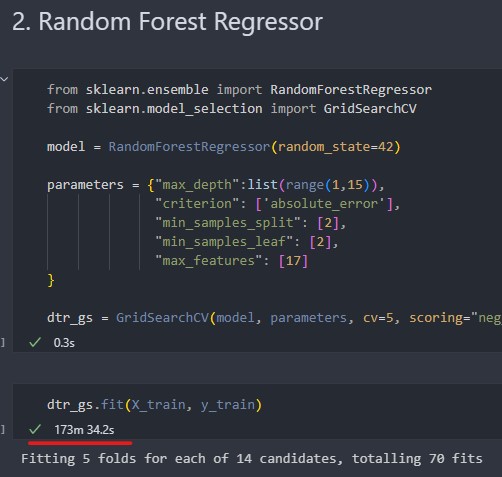 2. Random Forest Regressor
from sklearn.ensemble import RandomForestRegressor
from sklearn.model_selection import GridSearchCV
model = RandomForestRegressor(random_state=42)
parameters = {"max_depth":list(range(1,15)),
"criterion": ['absolute_error'],
"min_samples_split": [2],
"min_samples_leaf": [2],
"max_features": [17]
}
dtr_gs = GridSearchCV(model, parameters, cv=5, scoring="neg
] ✓ 0.3s
dtr_gs.fit(X_train, y_train)
] ✓ 173m 34.2s
Fitting 5 folds for each of 14 candidates, totalling 70 fits